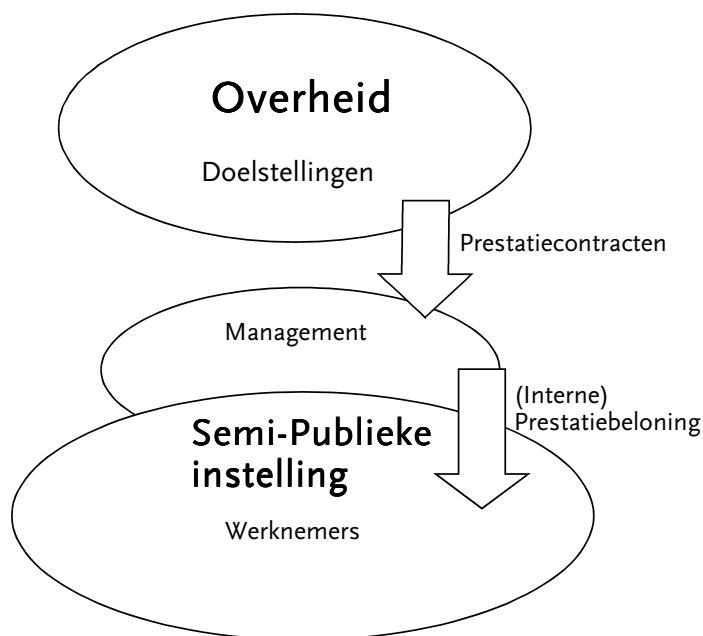 Overheid
Doelstellingen
Prestatiecontracten
Management
(Interne)
Prestatiebeloning
Semi-Publieke
instelling
Werknemers